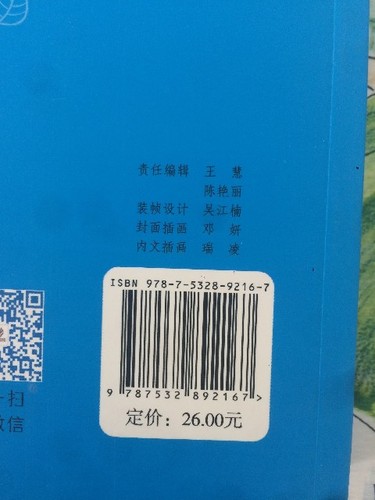 责任编辑 王 慧
陈艳丽
装帧设计 吴江楠
封面插画 邓 妍
内文插画 瑞 凌
ISBN 978-7-5328-9216-7
9 787532 892167 >
定价：26.00元
一扫
微信